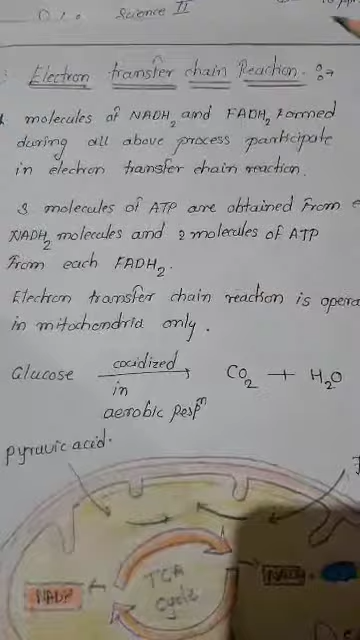 Science II
Electron transfer chain Reaction :→
molecules of NADH2 and FADH2 formed
during all above process participate
in electron transfer chain reaction.
3 molecules of ATP are obtained from
NADH2 molecules and 2 molecules of ATP
from each FADH2.
Electron transfer chain reaction is opera
in mitochondria only.
Glucose cocidized in aerobic respn → CO2 + H2O
pyruvic acid.
TCA
cycle